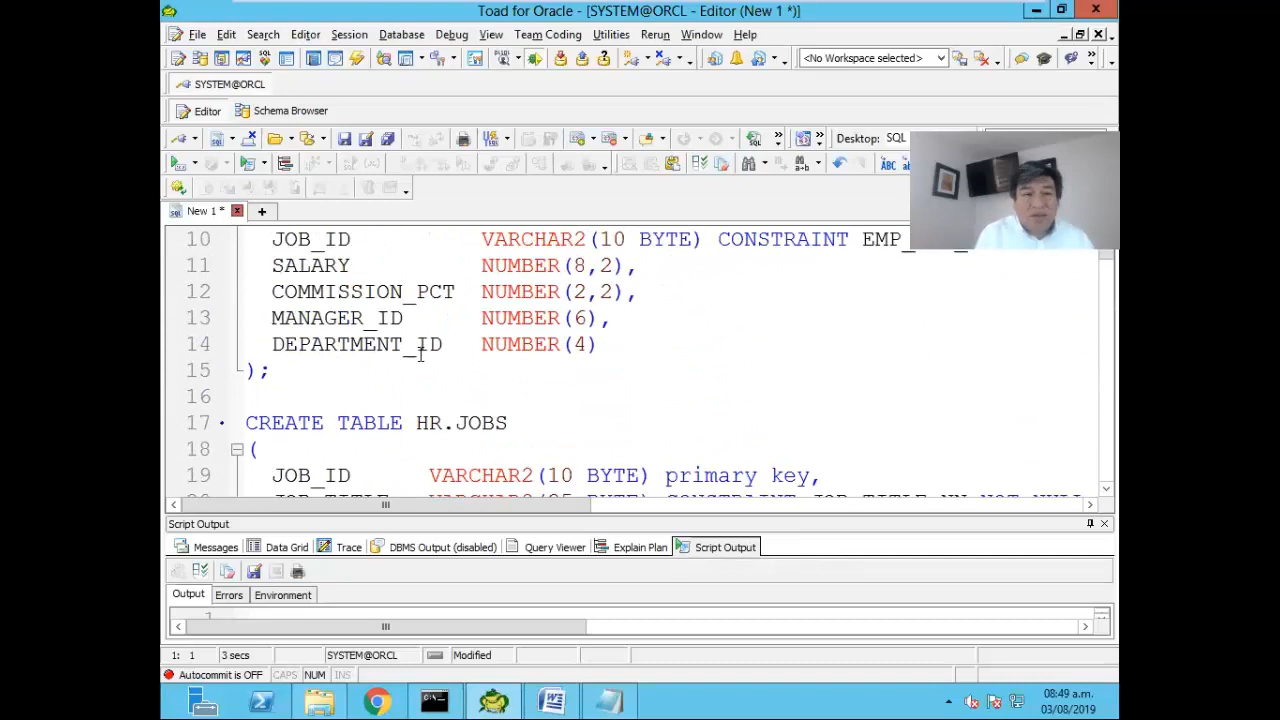 Toad for Oracle - [SYSTEM@ORCL - Editor (New 1 *)]
File Edit Search Editor Session Database Debug View Team Coding Utilities Rerun Window Help
<No Workspace selected>
SYSTEM@ORCL
Editor Schema Browser
Desktop: SQL
New 1 *
10 JOB_ID VARCHAR2(10 BYTE) CONSTRAINT EMP_
11 SALARY NUMBER(8,2),
12 COMMISSION_PCT NUMBER(2,2),
13 MANAGER_ID NUMBER(6),
14 DEPARTMENT_ID NUMBER(4)
15 );
16
17 CREATE TABLE HR.JOBS
18 (
19 JOB_ID VARCHAR2(10 BYTE) primary key,
Script Output
Messages Data Grid Trace DBMS Output (disabled) Query Viewer Explain Plan Script Output
Output Errors Environment
1: 1 3 secs SYSTEM@ORCL Modified
Autocommit is OFF CAPS NUM INS
08:49 a.m.
03/08/2019